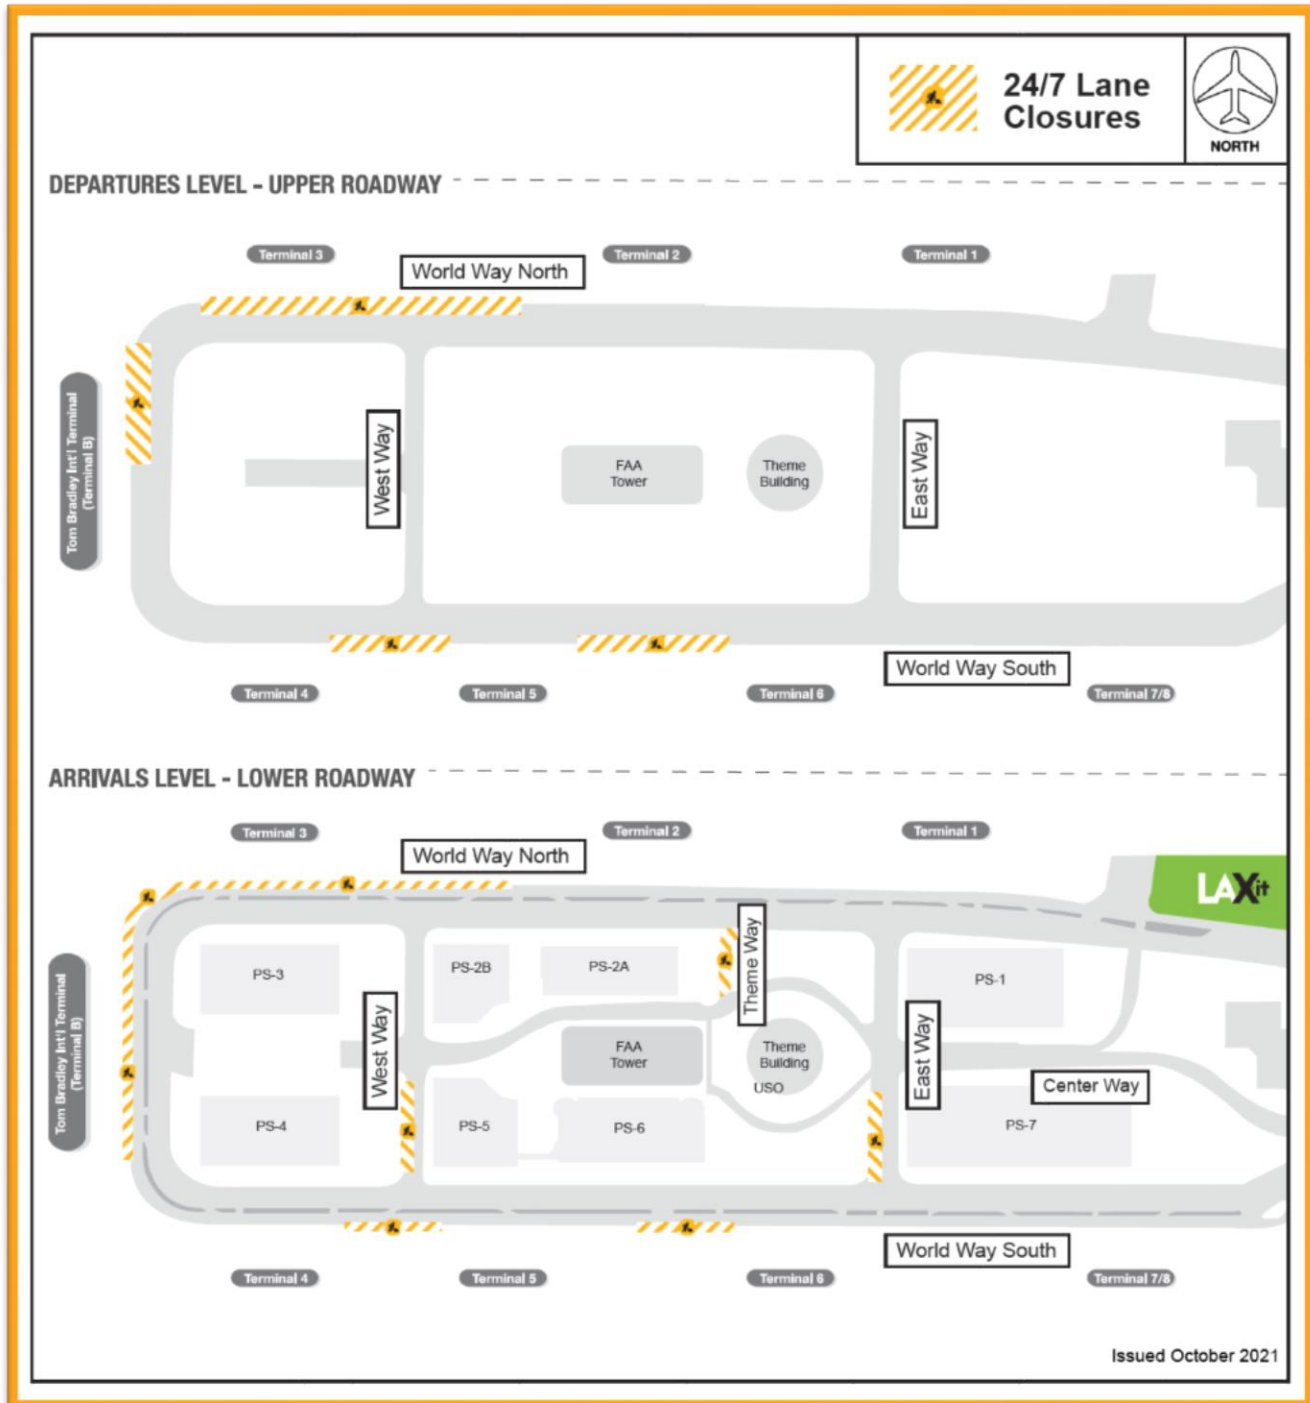 24/7 Lane
Closures
NORTH
DEPARTURES LEVEL - UPPER ROADWAY
Terminal 3
Terminal 2
Terminal 1
World Way North
Tom Bradley Int'l Terminal
(Terminal B)
West Way
FAA
Tower
Theme
Building
East Way
World Way South
Terminal 4
Terminal 5
Terminal 6
Terminal 7/8
ARRIVALS LEVEL - LOWER ROADWAY
Terminal 3
Terminal 2
Terminal 1
World Way North
LAXit
Theme Way
PS-3
PS-2B
PS-2A
PS-1
Tom Bradley Int'l Terminal
(Terminal B)
West Way
FAA
Tower
Theme
Building
USO
East Way
Center Way
PS-4
PS-5
PS-6
PS-7
World Way South
Terminal 4
Terminal 5
Terminal 6
Terminal 7/8
Issued October 2021